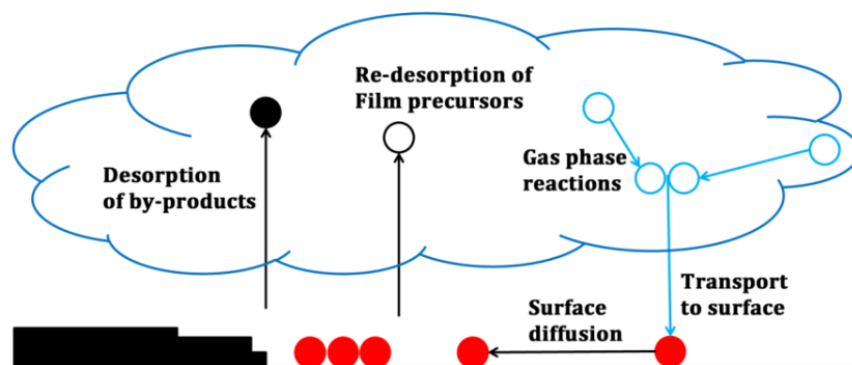 Re-desorption of
Film precursors
Gas phase
reactions
Desorption
of by-products
Transport
to surface
Surface
diffusion